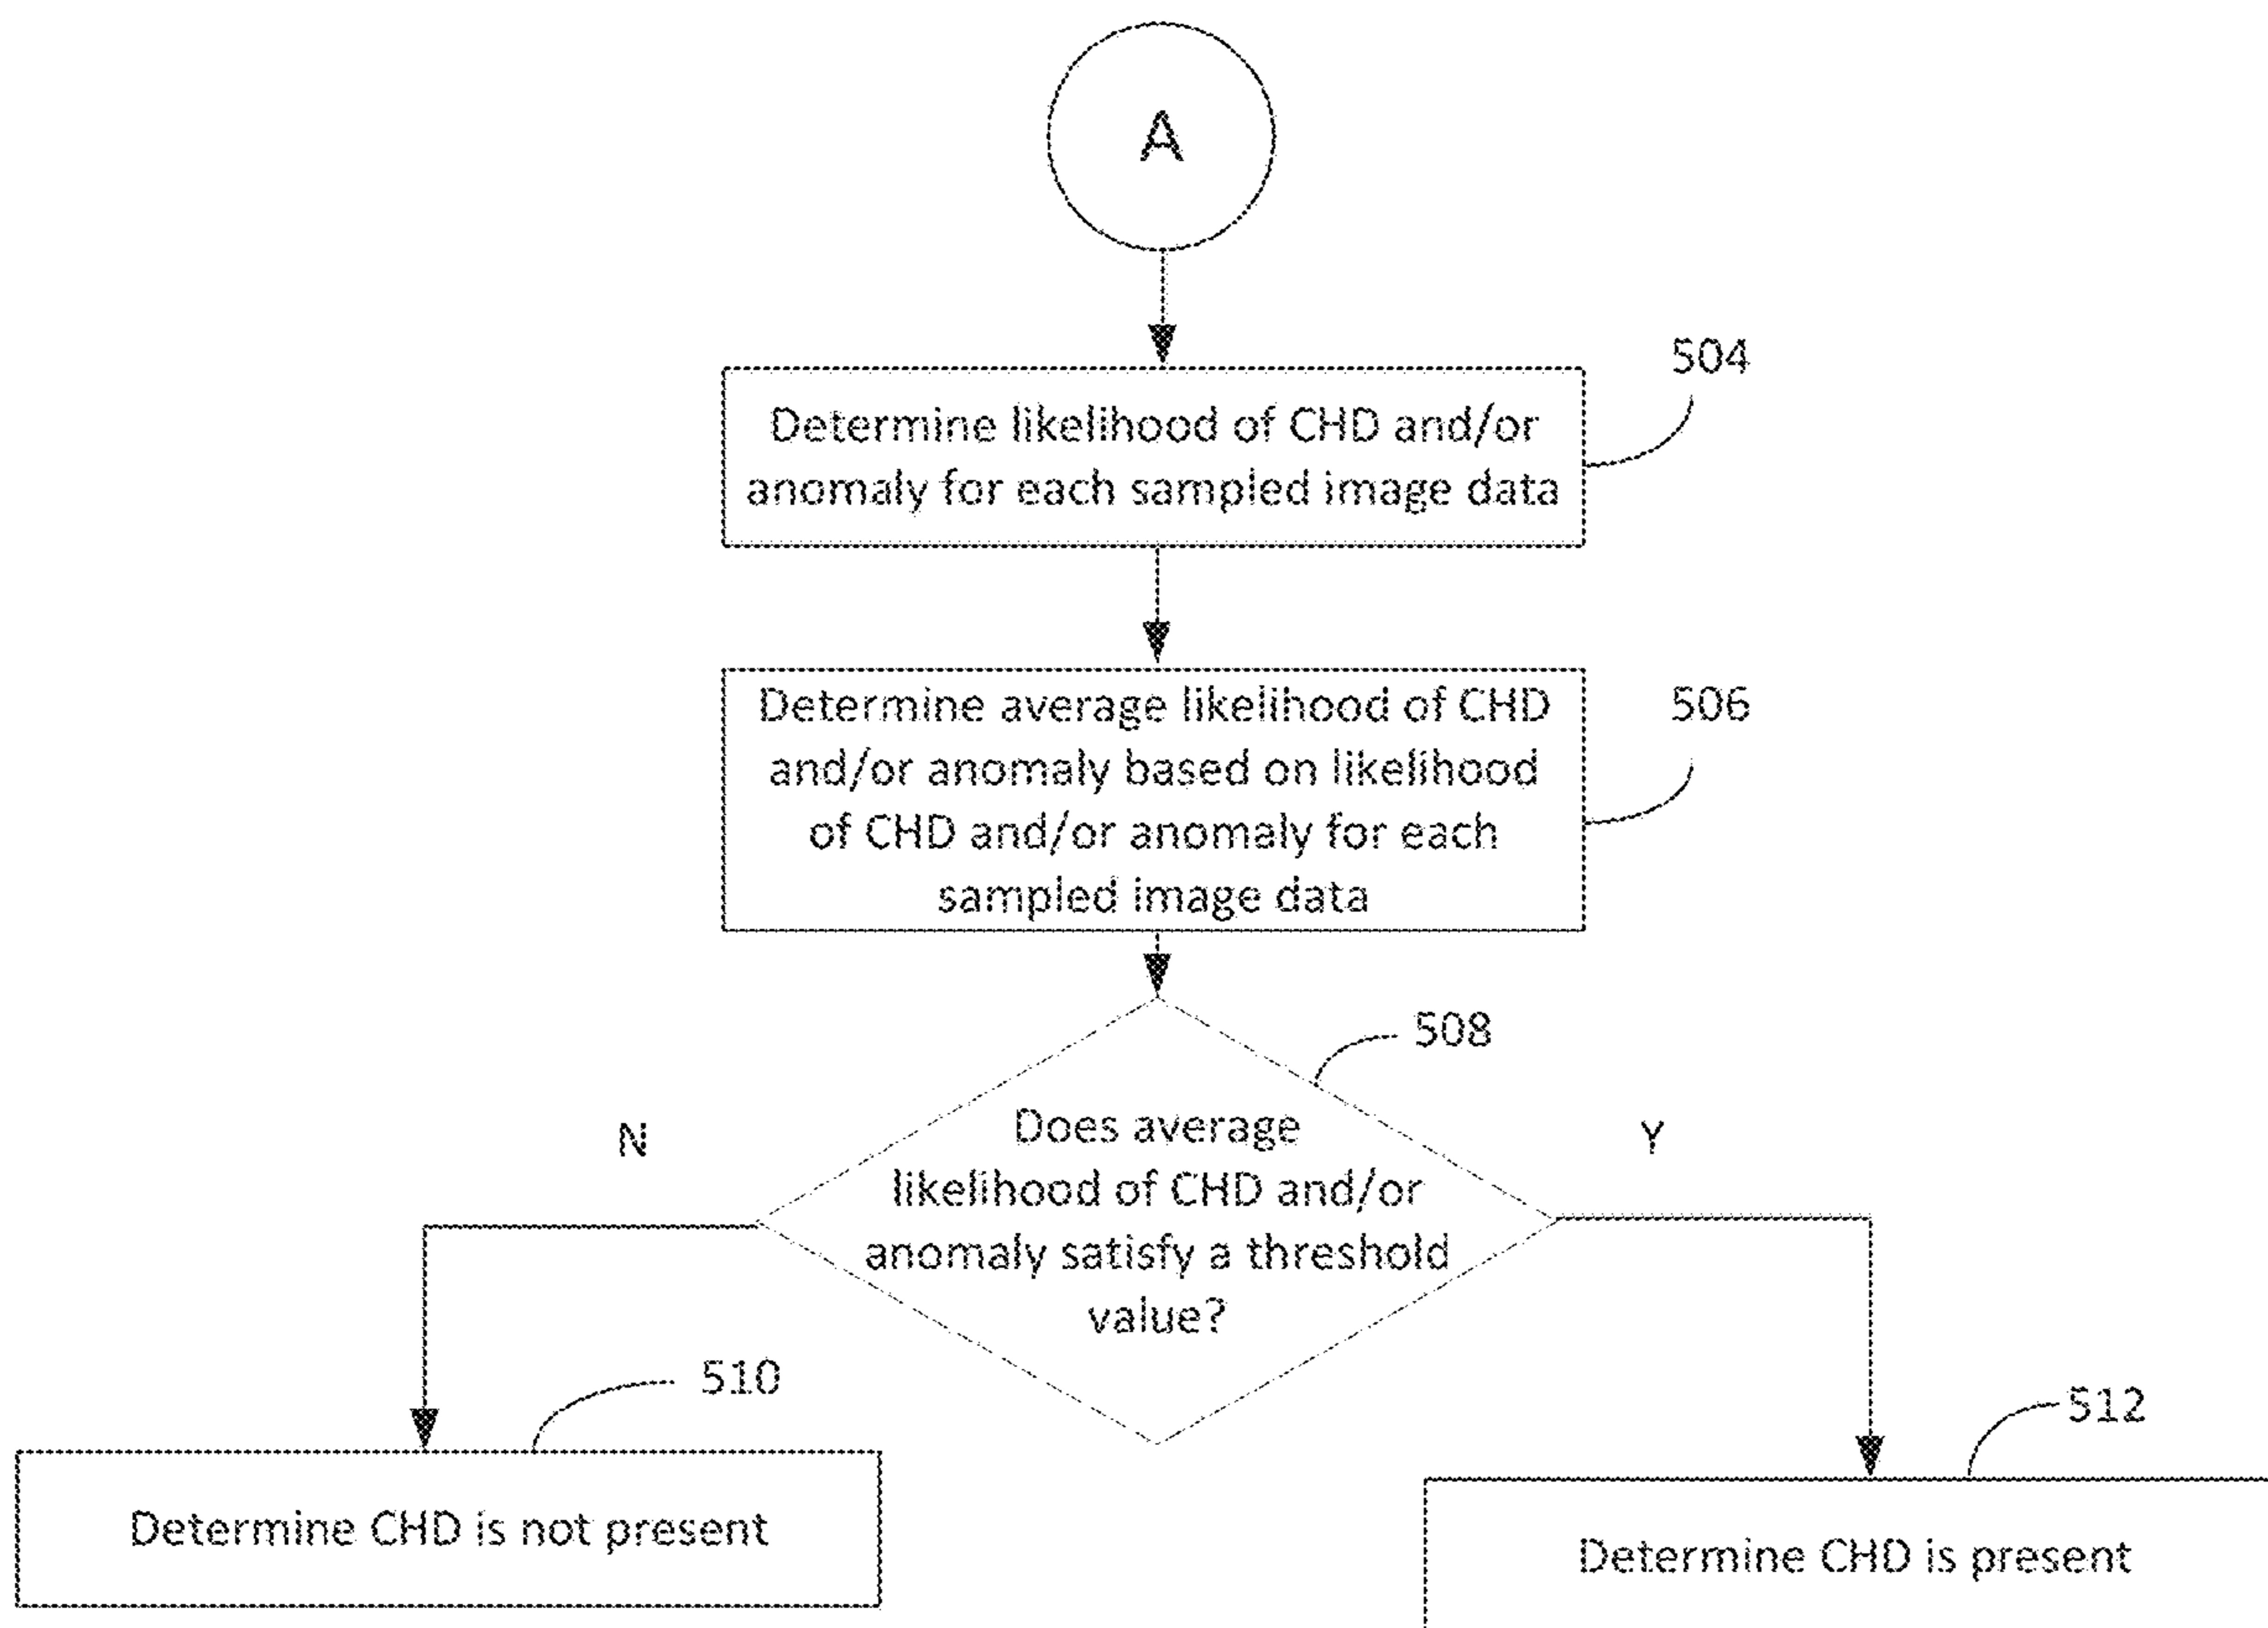 A
504
Determine likelihood of CHD and/or
anomaly for each sampled image data
Determine average likelihood of CHD
506
and/or anomaly based on likelihood
of CHD and/or anomaly for each
sampled image data
508
Does average
N
Y
likelihood of CHD and/or
anomaly satisfy a threshold
value?
510
512
Determine CHD is not present
Determine CHD is present